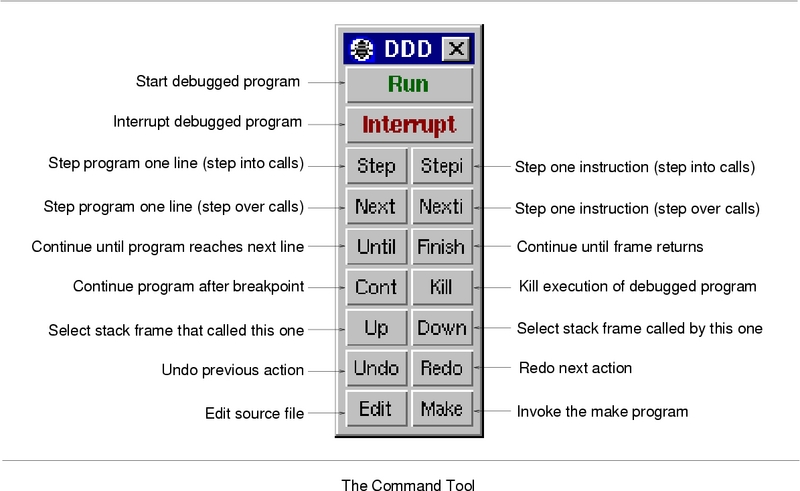 DDD
Start debugged program Run
Interrupt debugged program Interrupt
Step program one line (step into calls) Step Stepi Step one instruction (step into calls)
Step program one line (step over calls) Next Nexti Step one instruction (step over calls)
Continue until program reaches next line Until Finish Continue until frame returns
Continue program after breakpoint Cont Kill Kill execution of debugged program
Select stack frame that called this one Up Down Select stack frame called by this one
Undo previous action Undo Redo Redo next action
Edit source file Edit Make Invoke the make program
The Command Tool